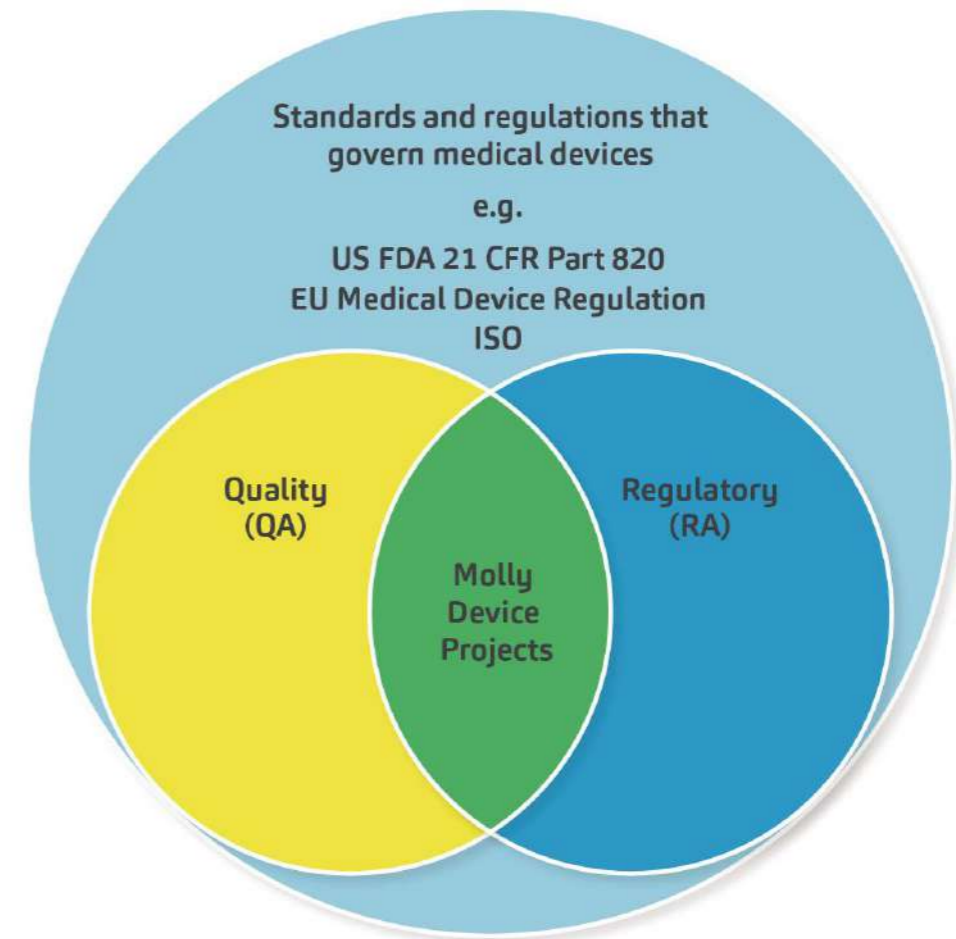 Standards and regulations that
govern medical devices
e.g.
US FDA 21 CFR Part 820
EU Medical Device Regulation
ISO
Quality
(QA)
Regulatory
(RA)
Molly
Device
Projects